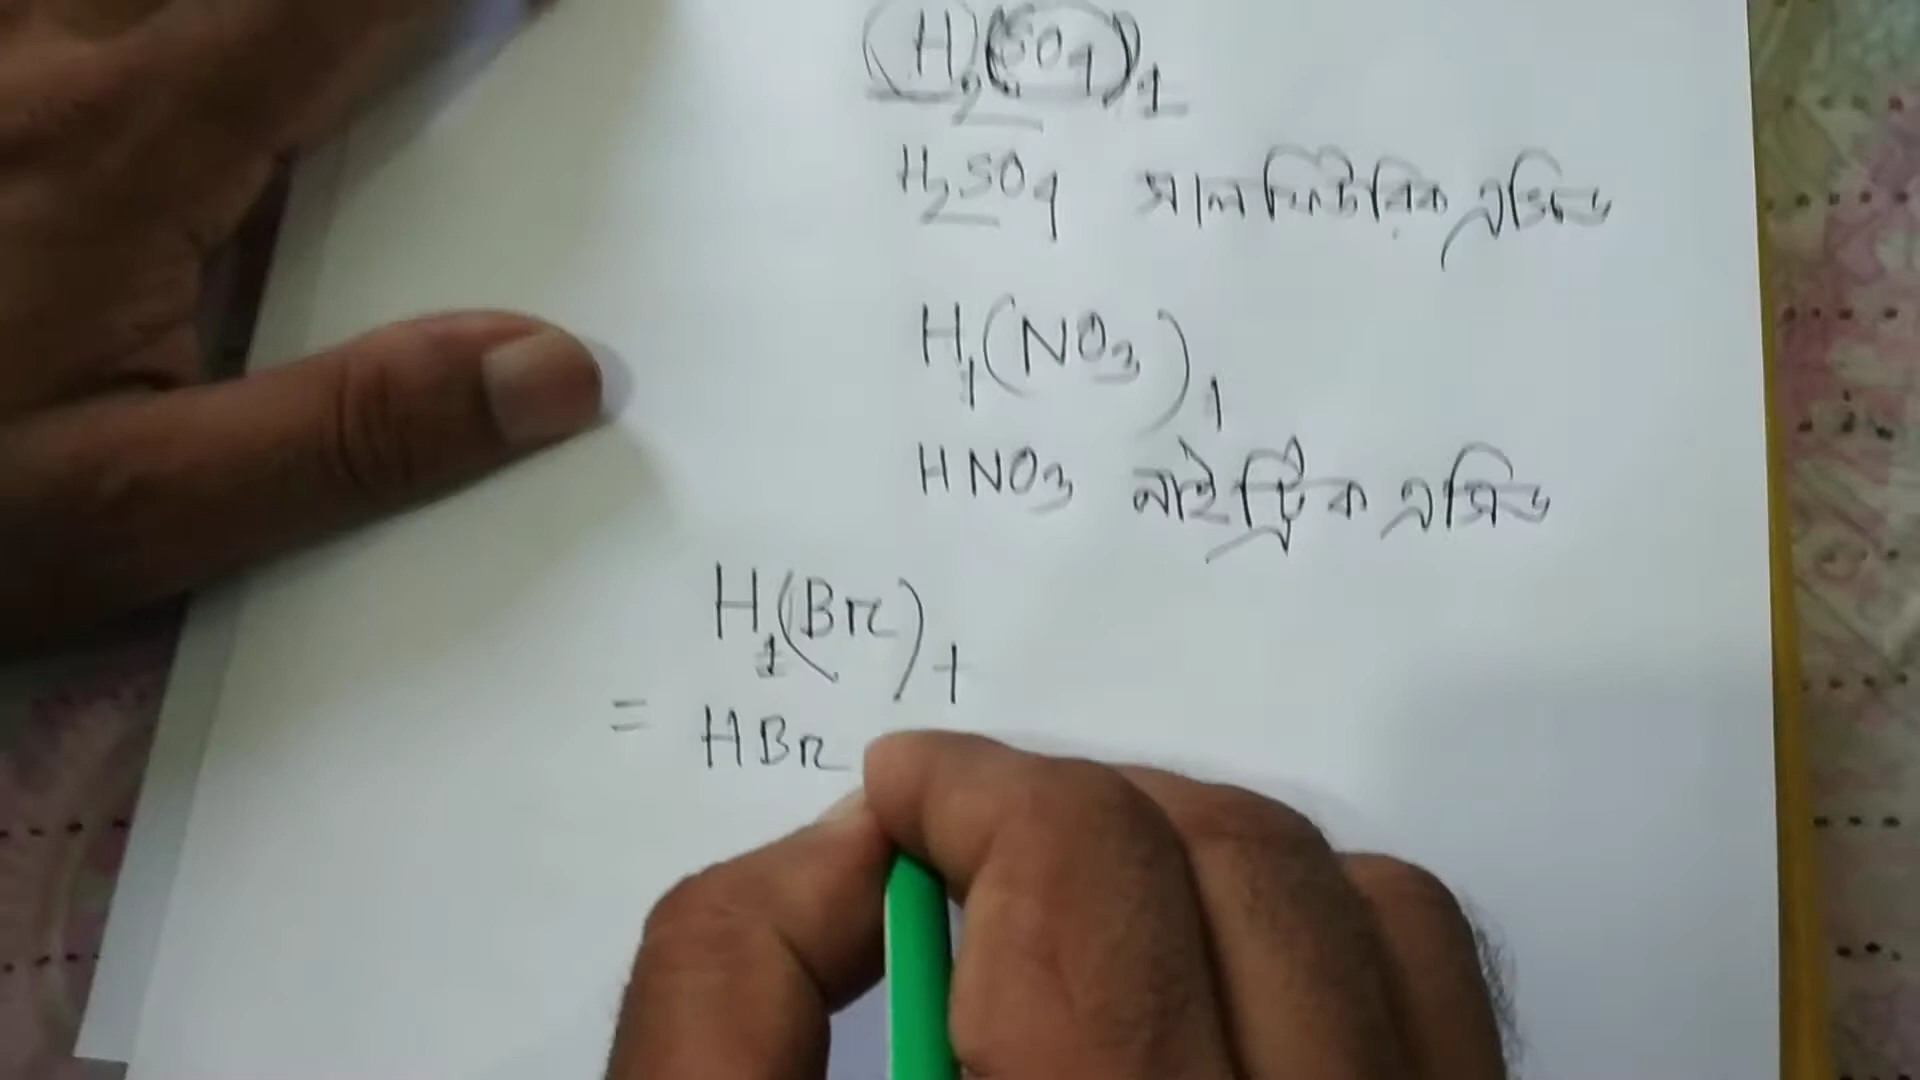 H₂(SO₄)₁
H₂SO₄ সালফিউরিক এসিড
H₁(NO₃)₁
HNO₃ নাইট্রিক এসিড
H₁(Br)₁
= HBr